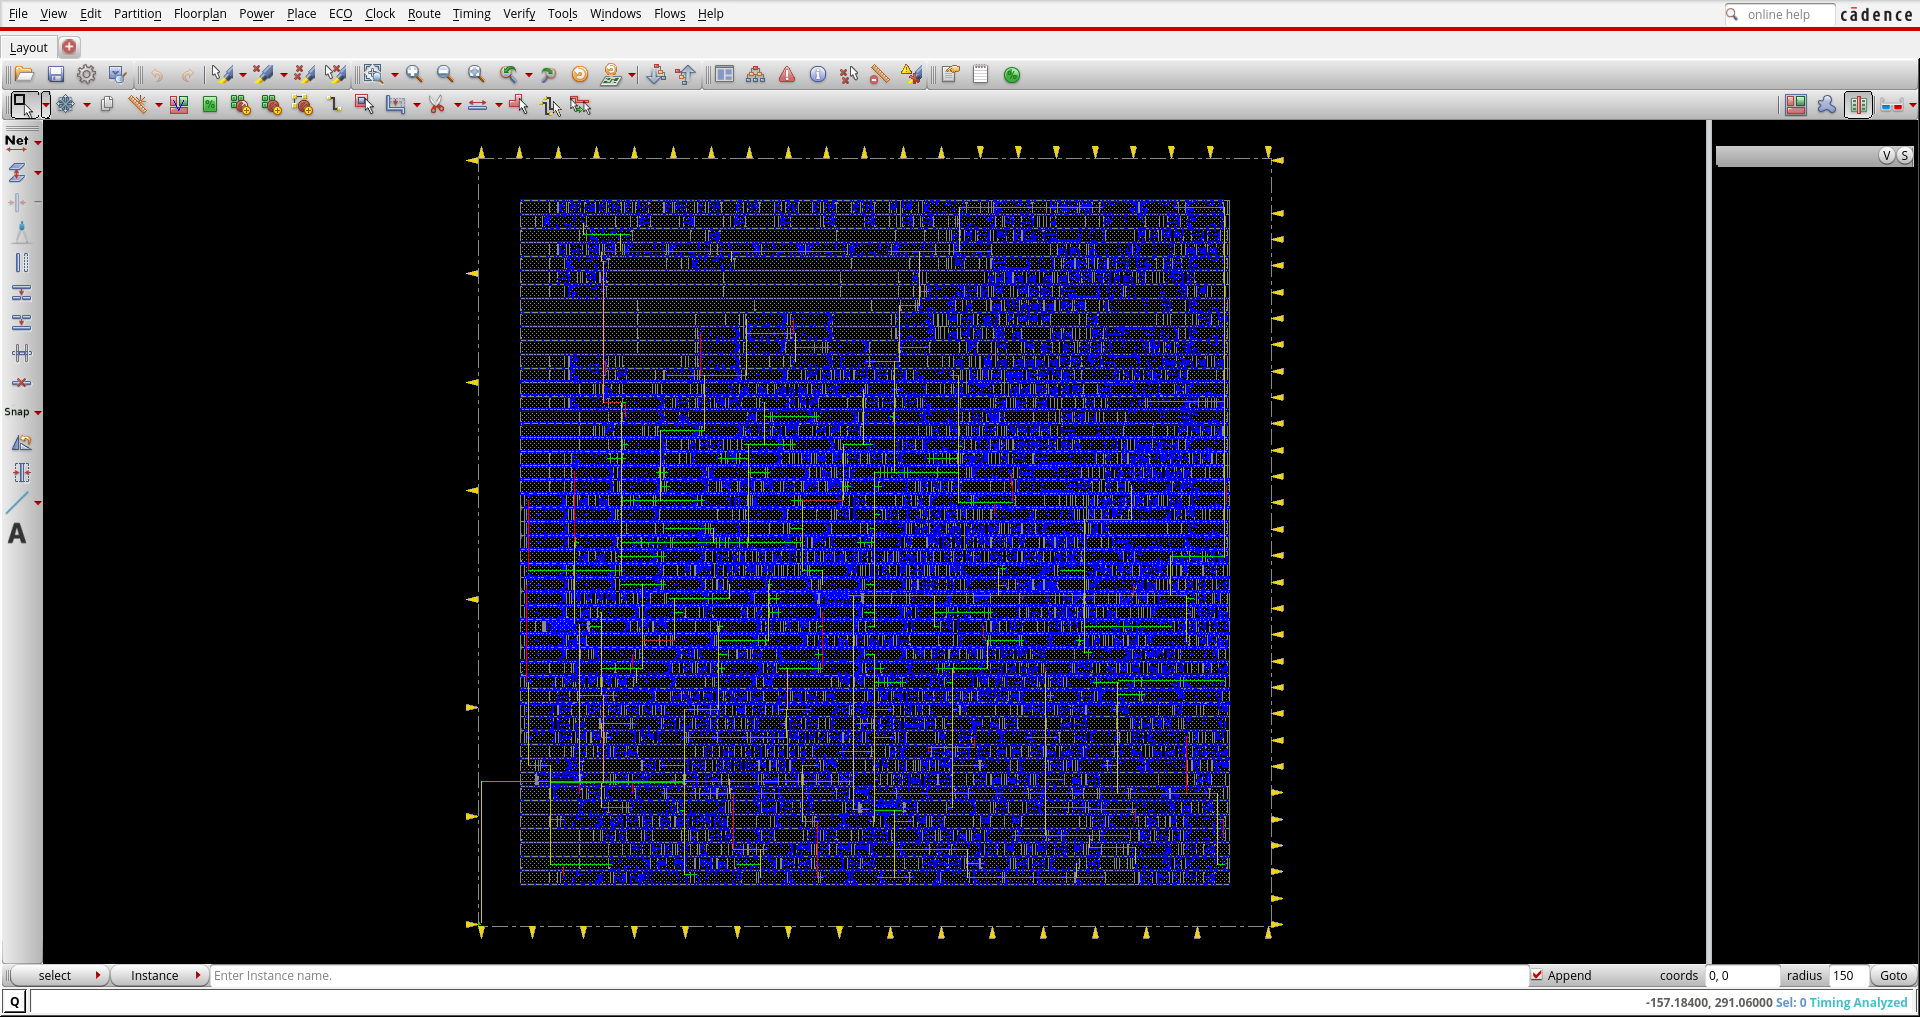 File View Edit Partition Floorplan Power Place ECO Clock Route Timing Verify Tools Windows Flows Help online help cādence
Layout
Net
V S
Snap
A
select Instance Enter Instance name. Append coords 0, 0 radius 150 Goto
Q -157.18400, 291.06000 Sel: 0 Timing Analyzed